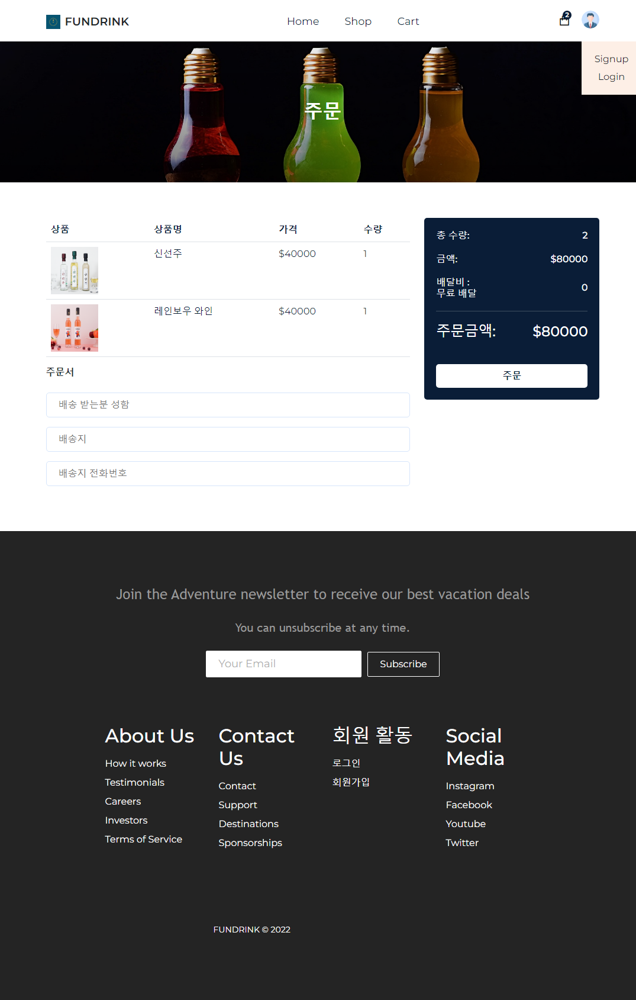 FUNDRINK
Home
Shop
Cart
2
Signup
Login
주문
상품 상품명 가격 수량
신선주 $40000 1
레인보우 와인 $40000 1
주문서
배송 받는분 성함
배송지
배송지 전화번호
총 수량: 2
금액: $80000
배달비 :
무료 배달
0
주문금액: $80000
주문
Join the Adventure newsletter to receive our best vacation deals
You can unsubscribe at any time.
Your Email
Subscribe
About Us
How it works
Testimonials
Careers
Investors
Terms of Service
Contact
Us
Contact
Support
Destinations
Sponsorships
회원 활동
로그인
회원가입
Social
Media
Instagram
Facebook
Youtube
Twitter
FUNDRINK © 2022